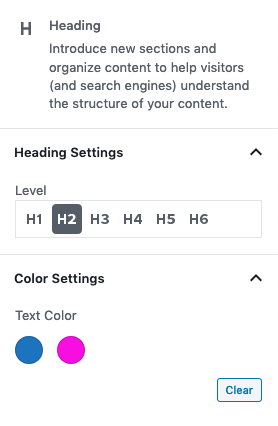 H Heading
Introduce new sections and
organize content to help visitors
(and search engines) understand
the structure of your content.
Heading Settings
Level
H1 H2 H3 H4 H5 H6
Color Settings
Text Color
Clear